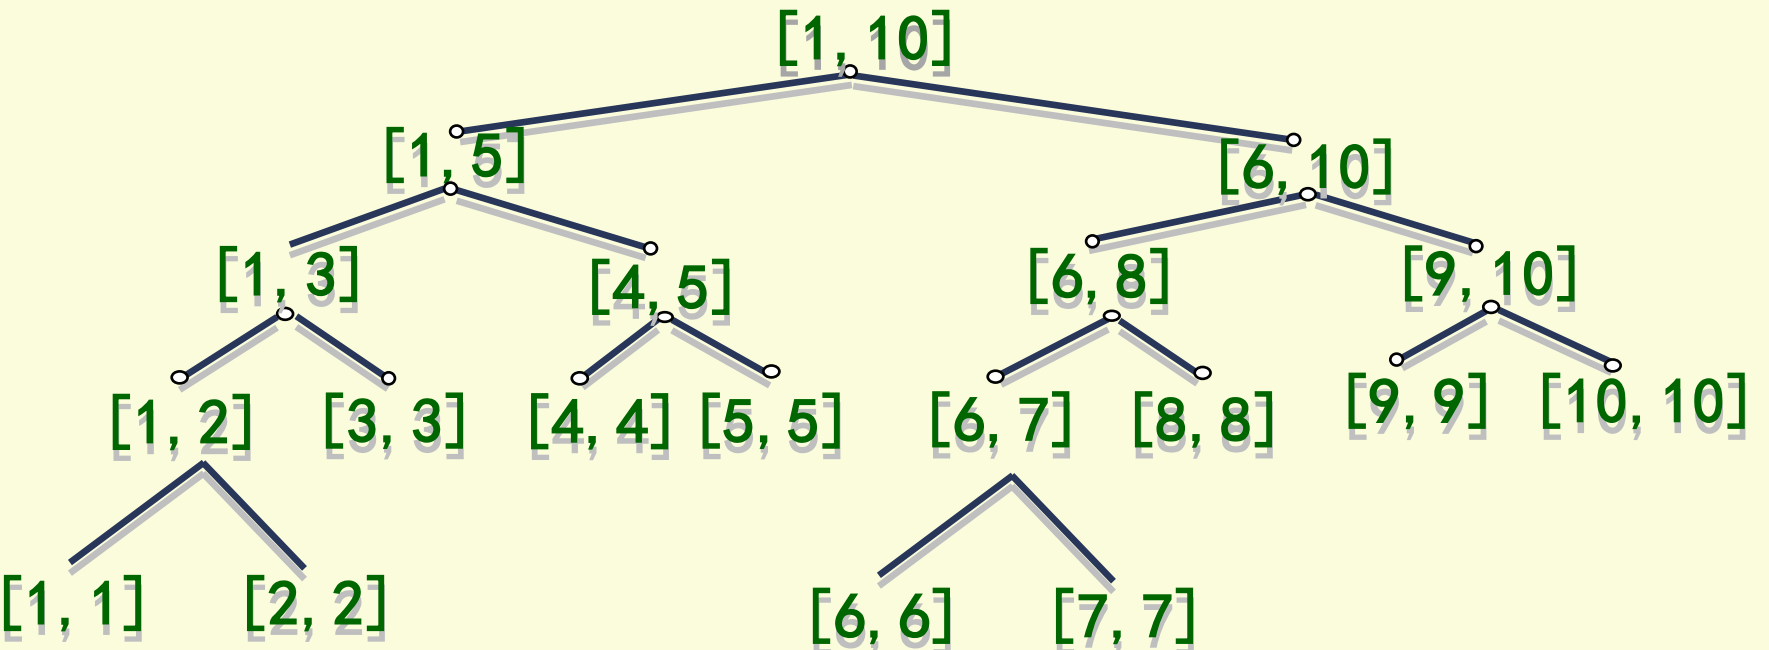 [1, 10]
[1, 5] [6, 10]
[1, 3] [4, 5] [6, 8] [9, 10]
[1, 2] [3, 3] [4, 4] [5, 5] [6, 7] [8, 8] [9, 9] [10, 10]
[1, 1] [2, 2] [6, 6] [7, 7]